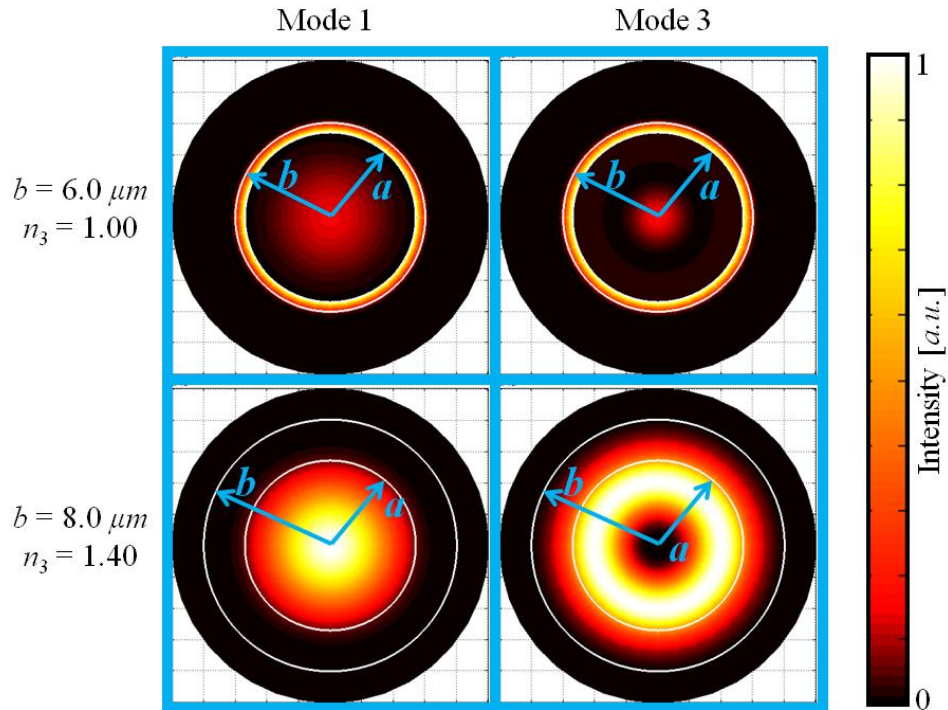 Mode 1 Mode 3
b = 6.0 μm
n₃ = 1.00
b a
b a
b = 8.0 μm
n₃ = 1.40
b a
b a
1
Intensity [a.u.]
0